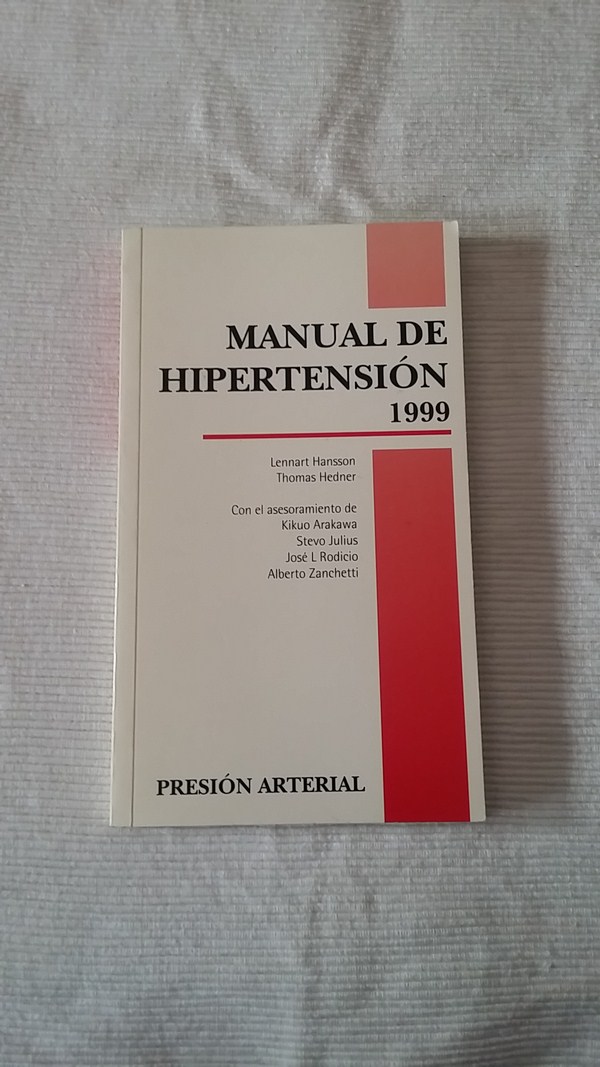 MANUAL DE
HIPERTENSIÓN
1999
Lennart Hansson
Thomas Hedner
Con el asesoramiento de
Kikuo Arakawa
Stevo Julius
José L Rodicio
Alberto Zanchetti
PRESIÓN ARTERIAL